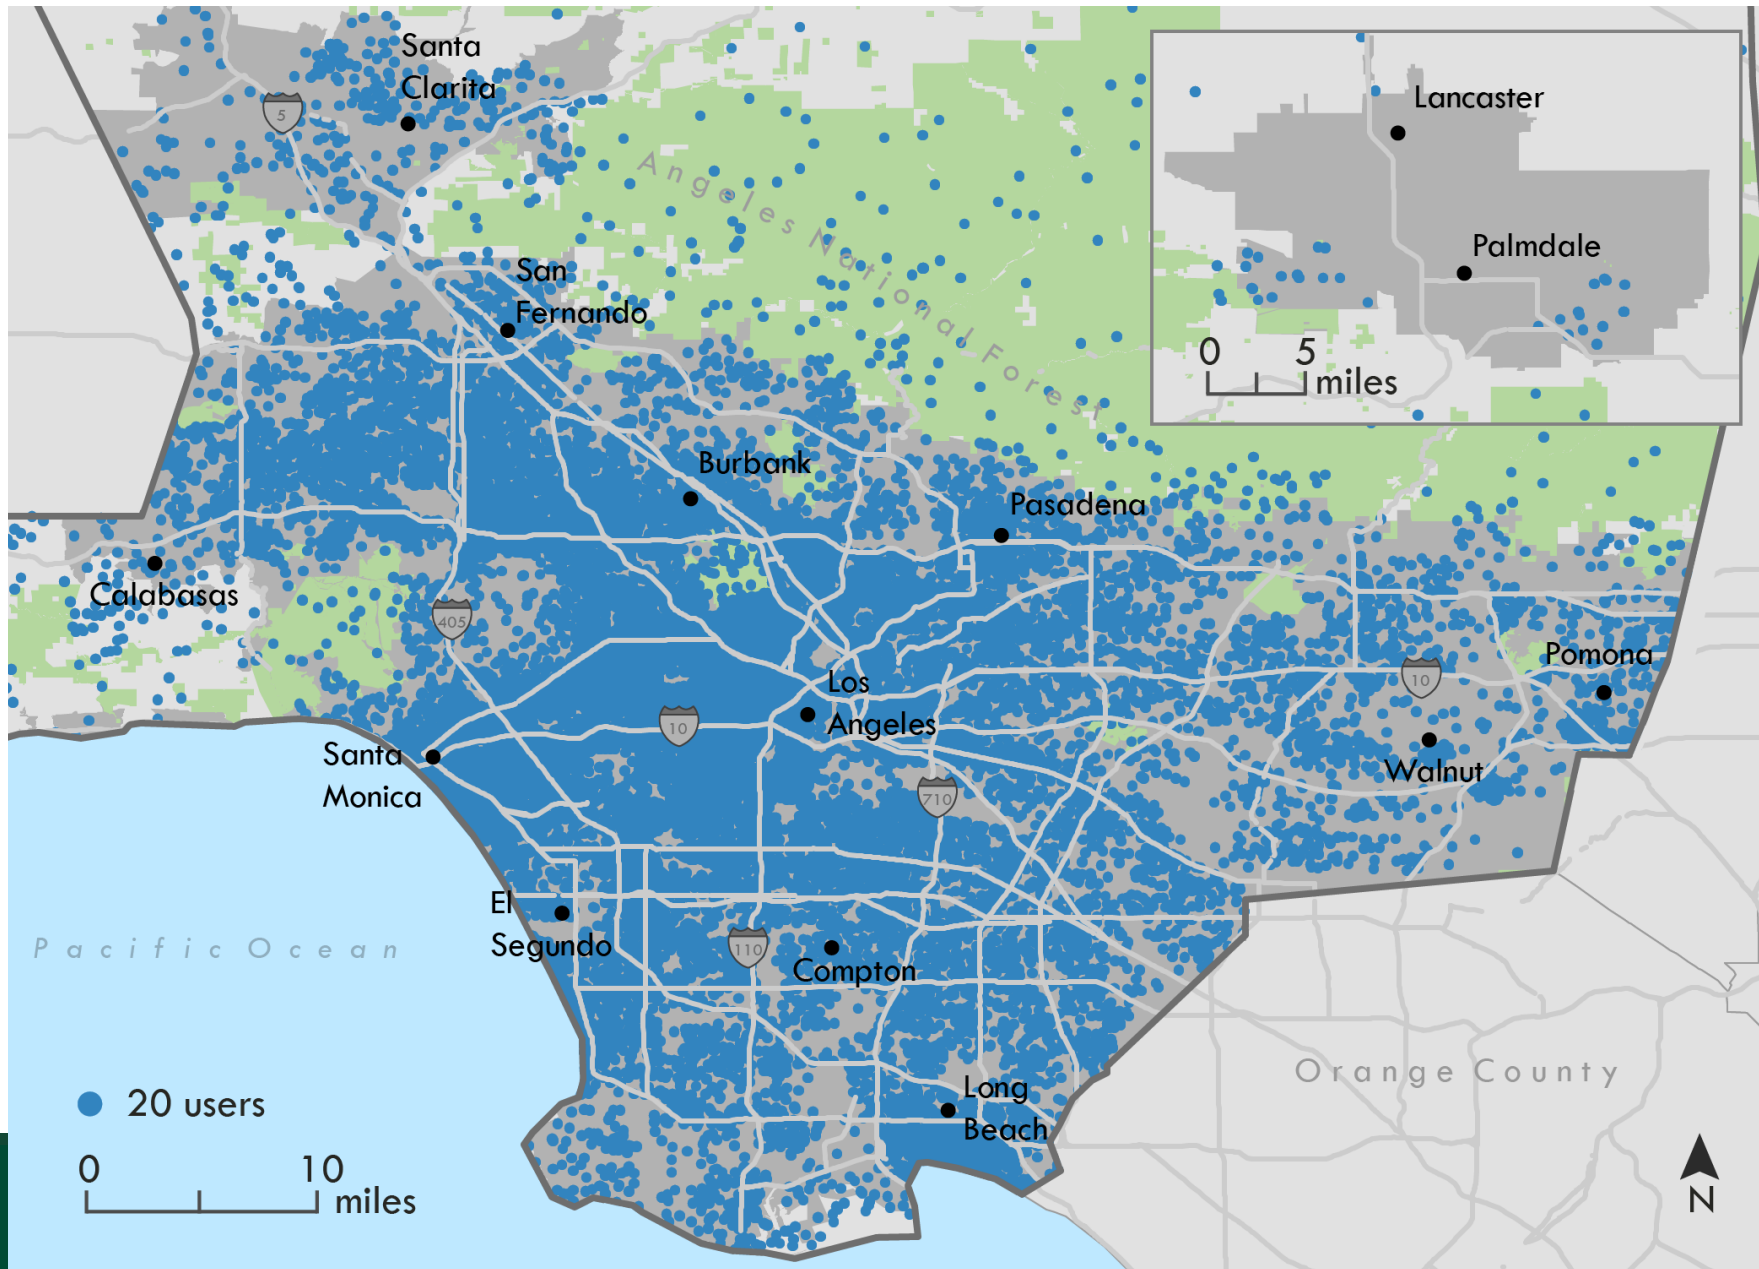 Santa
Clarita
5
Lancaster
Palmdale
0 5
miles
Angeles National Forest
San
Fernando
Burbank
Pasadena
Calabasas
405
Pomona
10
Los
Angeles
10
Santa
Monica
Walnut
710
El
Segundo
110
Compton
Pacific Ocean
Orange County
Long
Beach
20 users
0 10
miles
N